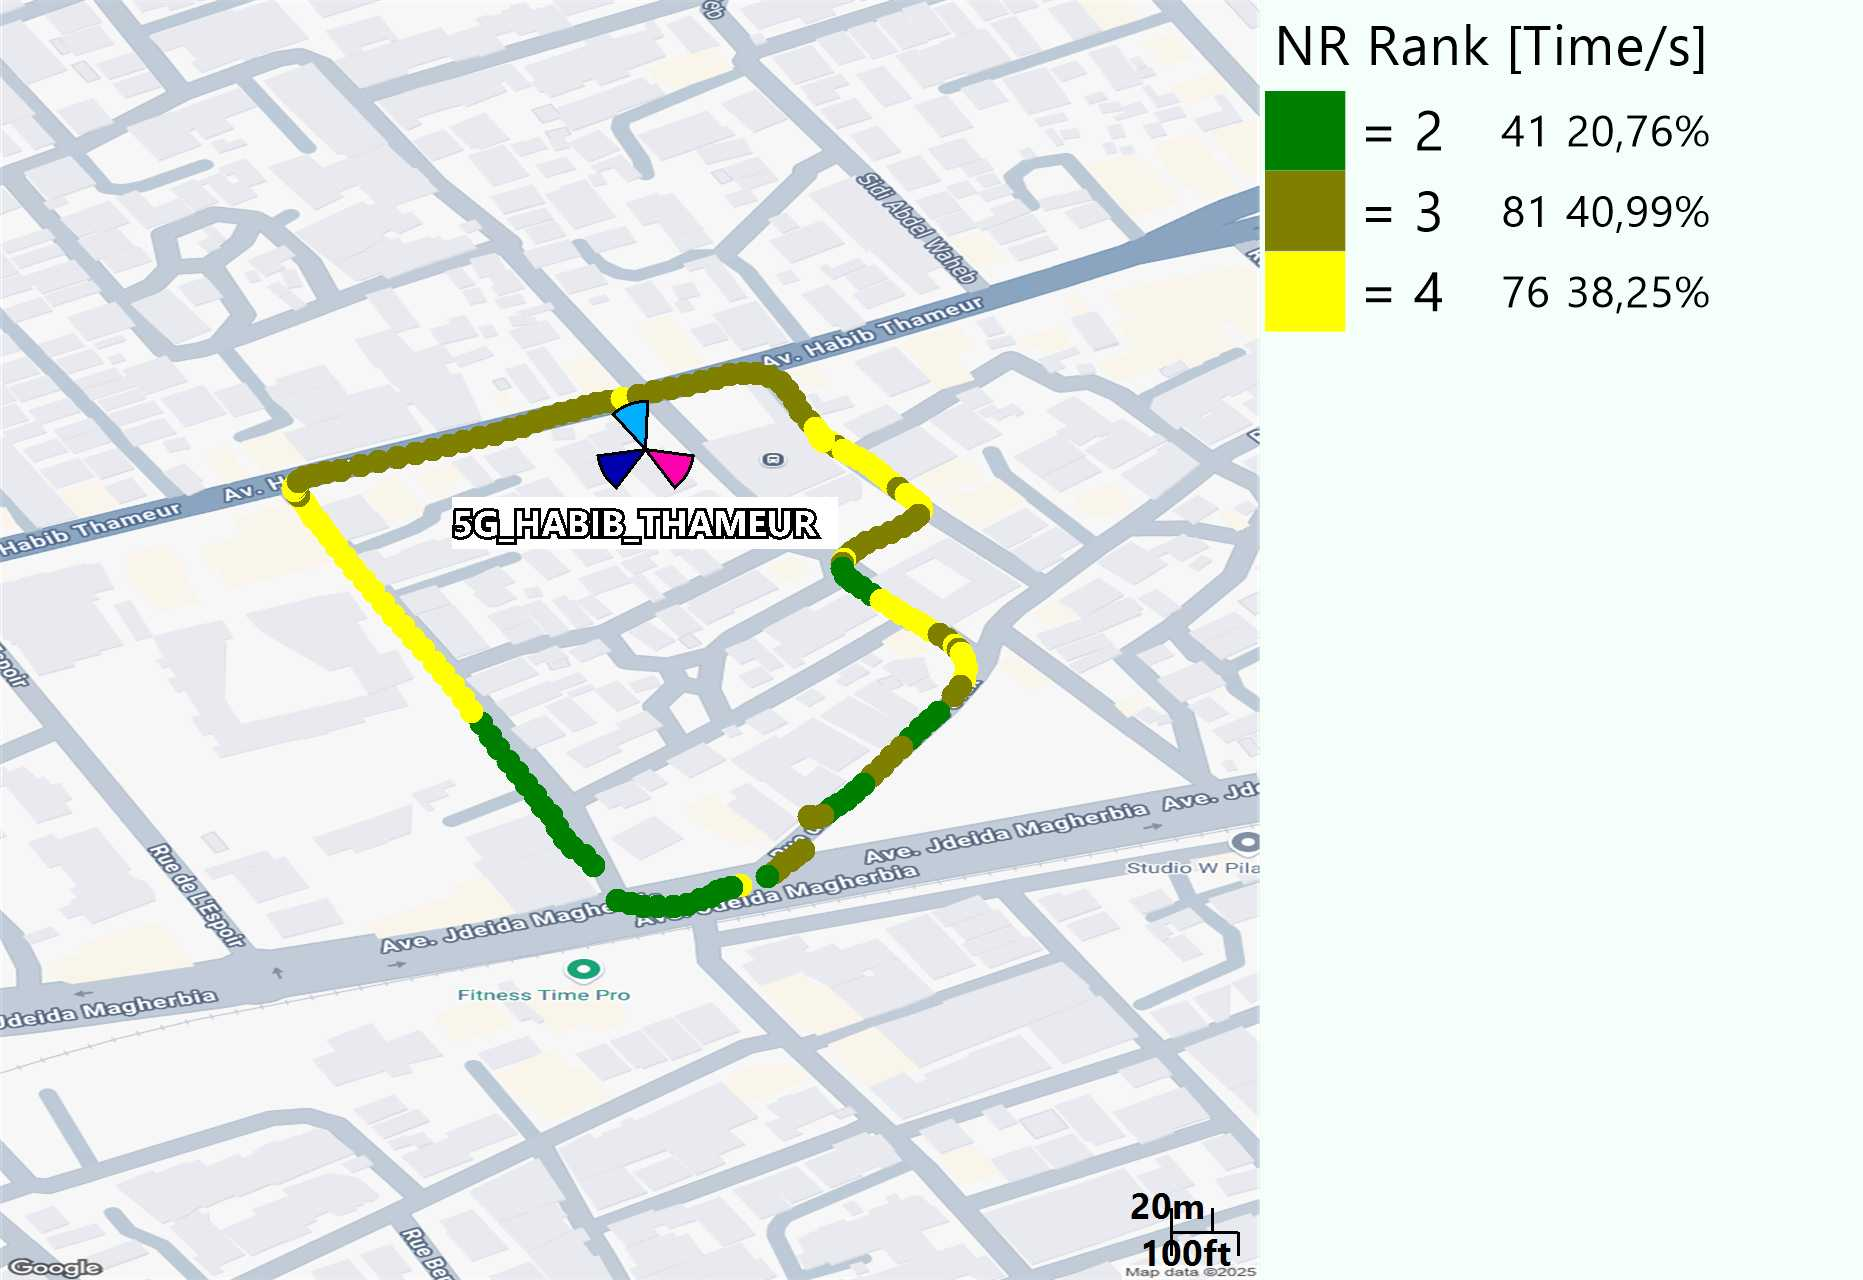 NR Rank [Time/s]
= 2 41 20,76%
= 3 81 40,99%
= 4 76 38,25%
Sidi Abdel Waheb
Av. Habib Thameur
Av. H
Habib Thameur
5G_HABIB_THAMEUR
Rue de L'Espoir
Ave. Jdeida Magherbia
Ave. Jd
Studio W Pila
Ave. Jdeida Maghe
Ave. Jdeida Magherbia
Fitness Time Pro
Jdeida Magherbia
Rue Ben
20m
100ft
Google
Map data ©2025